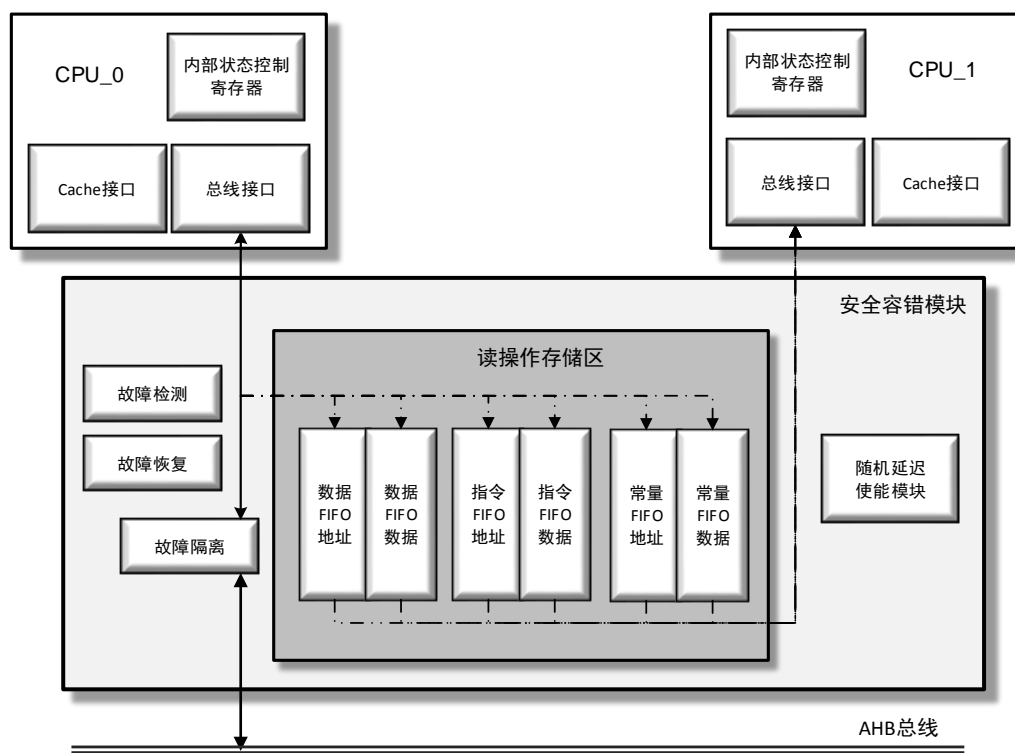 CPU_0
内部状态控制
寄存器
Cache接口
总线接口
内部状态控制
寄存器
CPU_1
总线接口
Cache接口
安全容错模块
读操作存储区
故障检测
故障恢复
故障隔离
数据
FIFO
地址
数据
FIFO
数据
指令
FIFO
地址
指令
FIFO
数据
常量
FIFO
地址
常量
FIFO
数据
随机延迟
使能模块
AHB总线